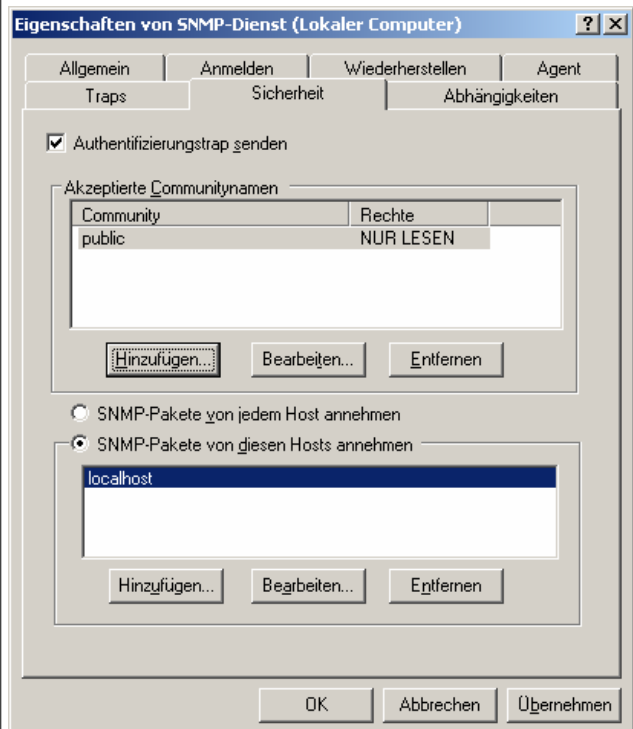 Eigenschaften von SNMP-Dienst (Lokaler Computer)
Allgemein Anmelden Wiederherstellen Agent
Traps Sicherheit Abhängigkeiten
Authentifizierungstrap senden
Akzeptierte Communitynamen
Community Rechte
public NUR LESEN
Hinzufügen... Bearbeiten... Entfernen
SNMP-Pakete von jedem Host annehmen
SNMP-Pakete von diesen Hosts annehmen
localhost
Hinzufügen... Bearbeiten... Entfernen
OK Abbrechen Übernehmen